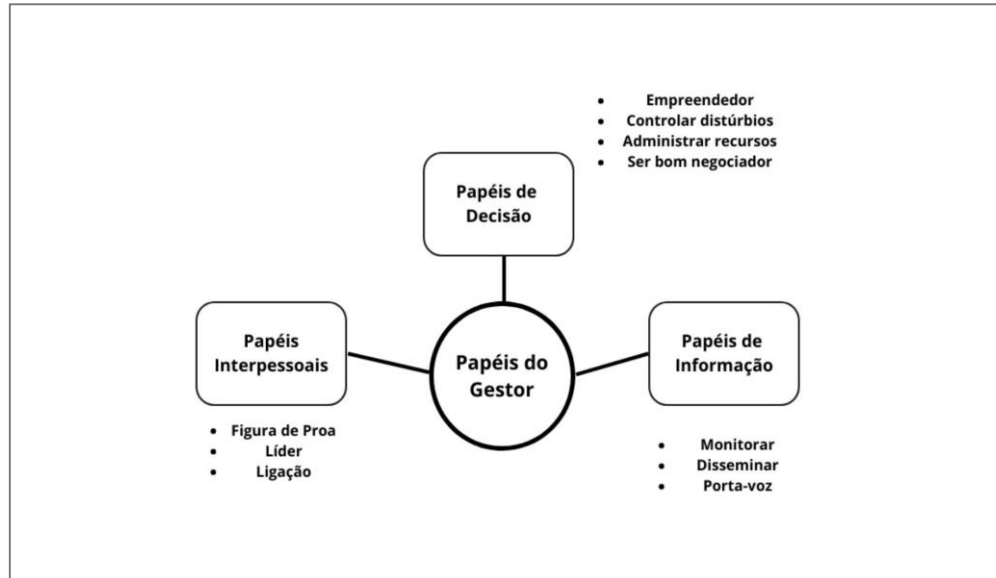 • Empreendedor
• Controlar distúrbios
• Administrar recursos
• Ser bom negociador
Papéis de
Decisão
Papéis
Interpessoais
Papéis do
Gestor
Papéis de
Informação
• Figura de Proa
• Líder
• Ligação
• Monitorar
• Disseminar
• Porta-voz